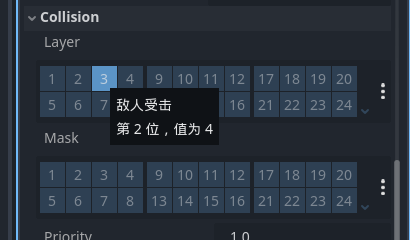 Collision
Layer
1 2 3 4 9 10 11 12 17 18 19 20
5 6 7 16 21 22 23 24
敌人受击
第 2 位，值为 4
Mask
1 2 3 4 9 10 11 12 17 18 19 20
5 6 7 8 13 14 15 16 21 22 23 24
Priority 1.0